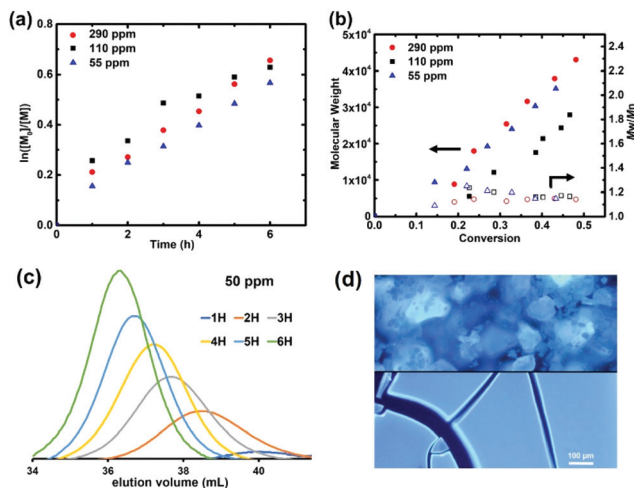 (a)
290 ppm
110 ppm
55 ppm
ln([M₀]/[M])
0.8
0.6
0.4
0.2
0.0
0
2
4
6
Time (h)
(b)
290 ppm
110 ppm
55 ppm
Molecular Weight
5x10⁴
4x10⁴
3x10⁴
2x10⁴
1x10⁴
0
0.0
0.1
0.2
0.3
0.4
0.5
Conversion
2.4
2.2
2.0
1.8
1.6
1.4
1.2
1.0
Mw/Mn
(c)
50 ppm
1H 2H 3H
4H 5H 6H
34 36 38 40
elution volume (mL)
(d)
100 µm